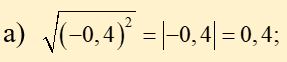 a) √(−0,4)² = |−0,4| = 0,4;